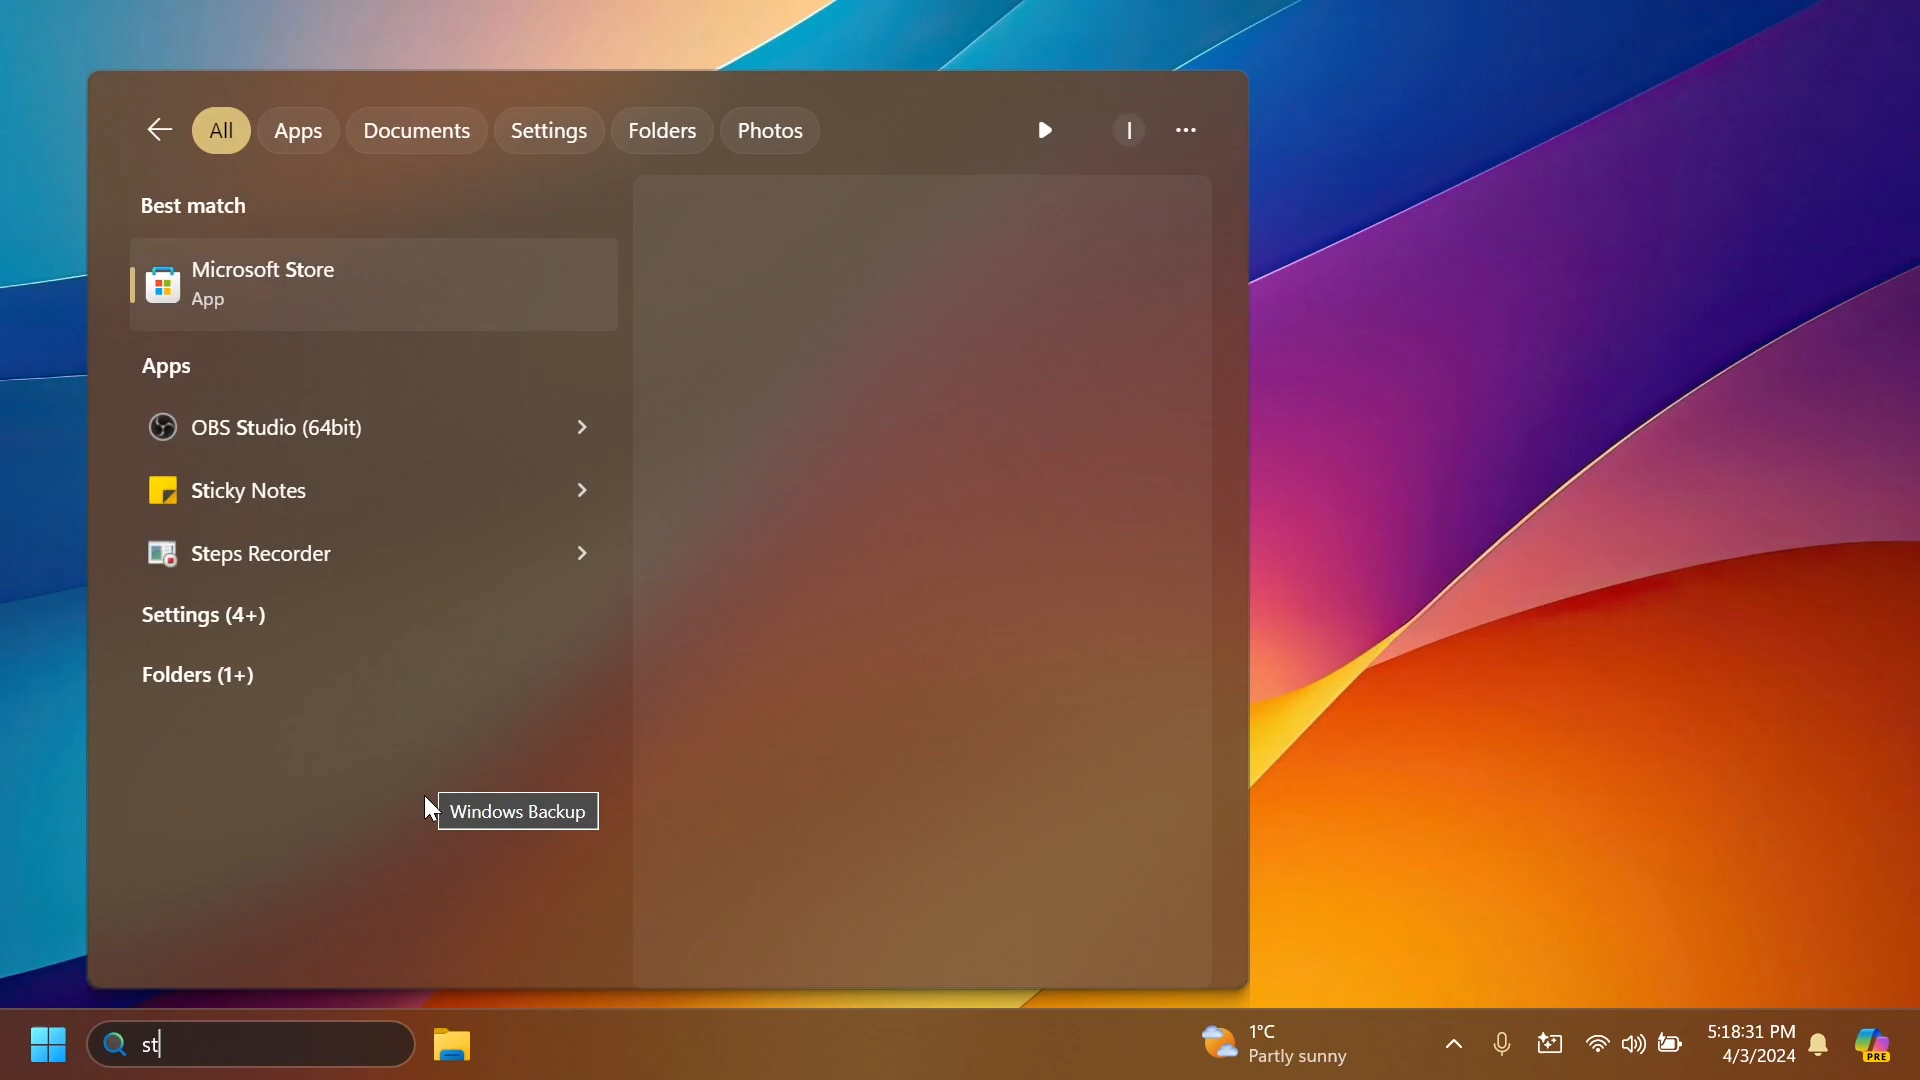 All
Apps
Documents
Settings
Folders
Photos
I
Best match
Microsoft Store
App
Apps
OBS Studio (64bit)
Sticky Notes
Steps Recorder
Settings (4+)
Folders (1+)
Windows Backup
st
1°C
Partly sunny
5:18:31 PM
4/3/2024
PRE